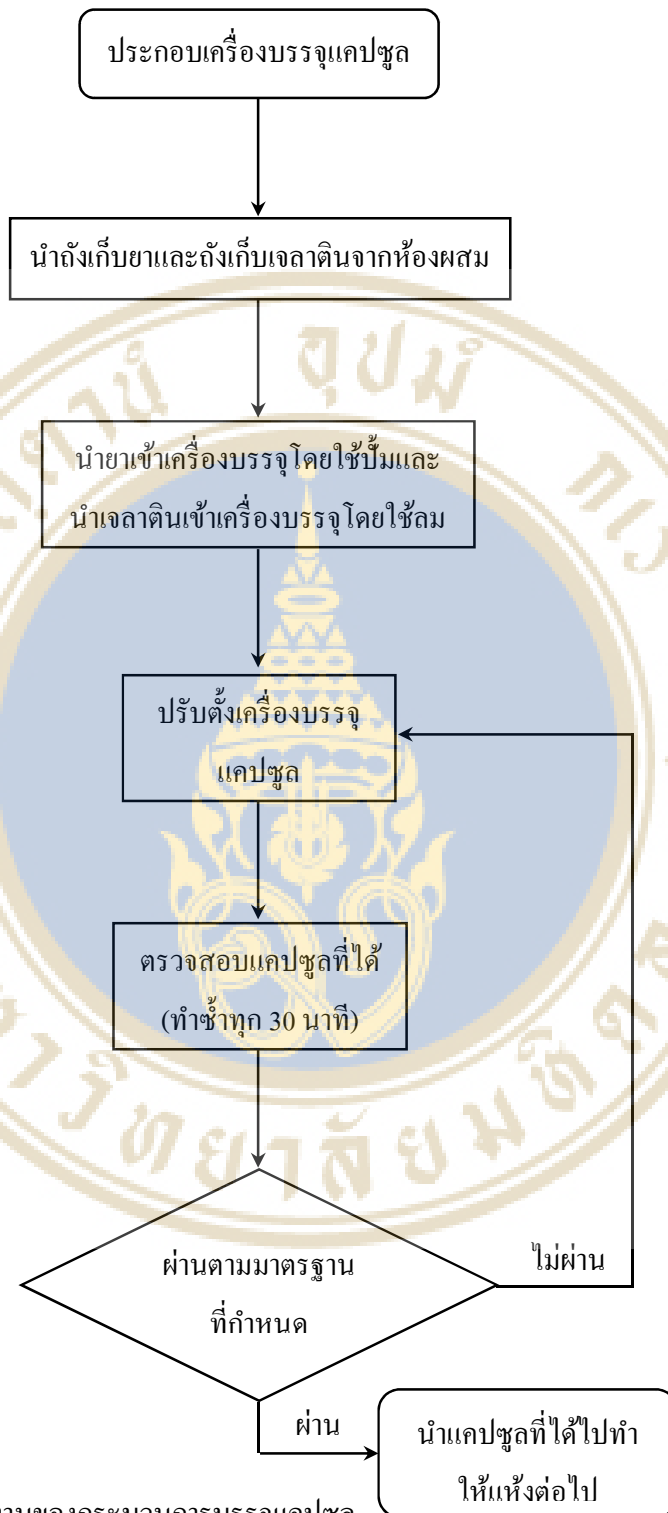 ประกอบเครื่องบรรจุแคปซูล
นำถังเก็บยาและถังเก็บเจลาตินจากห้องผสม
นำยาเข้าเครื่องบรรจุโดยใช้ปั้มและ
นำเจลาตินเข้าเครื่องบรรจุโดยใช้ลม
ปรับตั้งเครื่องบรรจุ
แคปซูล
ตรวจสอบแคปซูลที่ได้
(ทำซ้ำทุก 30 นาที)
ผ่านตามมาตรฐาน
ที่กำหนด
ไม่ผ่าน
ผ่าน
นำแคปซูลที่ได้ไปทำ
ให้แห้งต่อไป